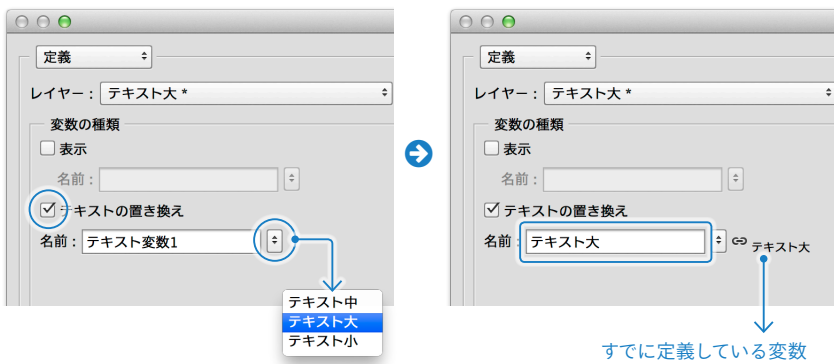 定義
レイヤー： テキスト大 *
変数の種類
表示
名前：
テキストの置き換え
名前： テキスト変数1
テキスト中
テキスト大
テキスト小
定義
レイヤー： テキスト大 *
変数の種類
表示
名前：
テキストの置き換え
名前： テキスト大 テキスト大
すでに定義している変数